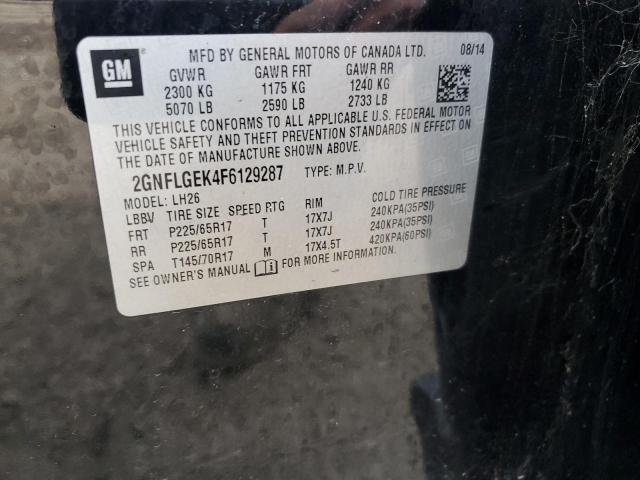 GM
MFD BY GENERAL MOTORS OF CANADA LTD. 08/14
GVWR GAWR FRT GAWR RR
2300 KG 1175 KG 1240 KG
5070 LB 2590 LB 2733 LB
THIS VEHICLE CONFORMS TO ALL APPLICABLE U.S. FEDERAL MOTOR
VEHICLE SAFETY AND THEFT PREVENTION STANDARDS IN EFFECT ON
THE DATE OF MANUFACTURE SHOWN ABOVE.
2GNFLGEK4F6129287 TYPE: M.P.V.
MODEL: LH26
LBBV TIRE SIZE SPEED RTG RIM COLD TIRE PRESSURE
FRT P225/65R17 T 17X7J 240KPA(35PSI)
RR P225/65R17 T 17X7J 240KPA(35PSI)
SPA T145/70R17 M 17X4.5T 420KPA(60PSI)
SEE OWNER'S MANUAL FOR MORE INFORMATION.